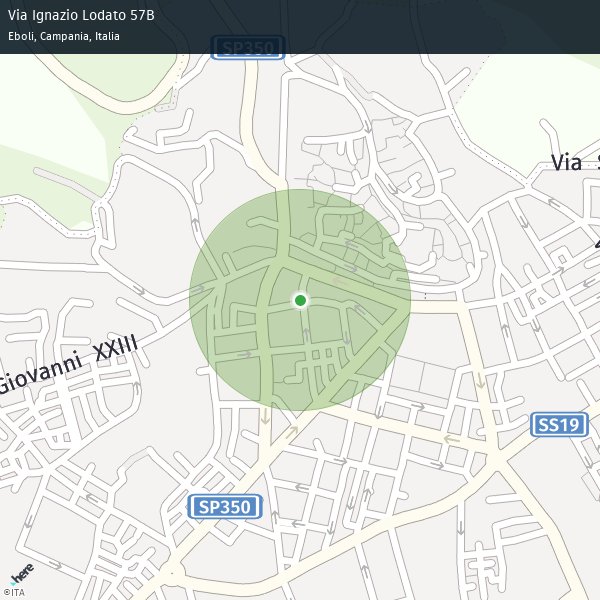 Via Ignazio Lodato 57B
Eboli, Campania, Italia
SP350
Via S
Giovanni XXIII
SS19
SP350
here
©ITA